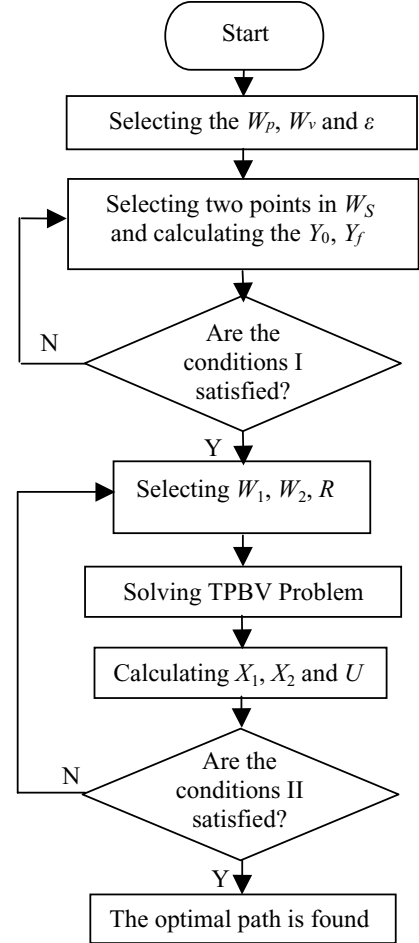 Start
Selecting the Wp, Wv and ε
Selecting two points in WS
and calculating the Y0, Yf
Are the
conditions I
satisfied?
N
Y
Selecting W1, W2, R
Solving TPBV Problem
Calculating X1, X2 and U
Are the
conditions II
satisfied?
N
Y
The optimal path is found